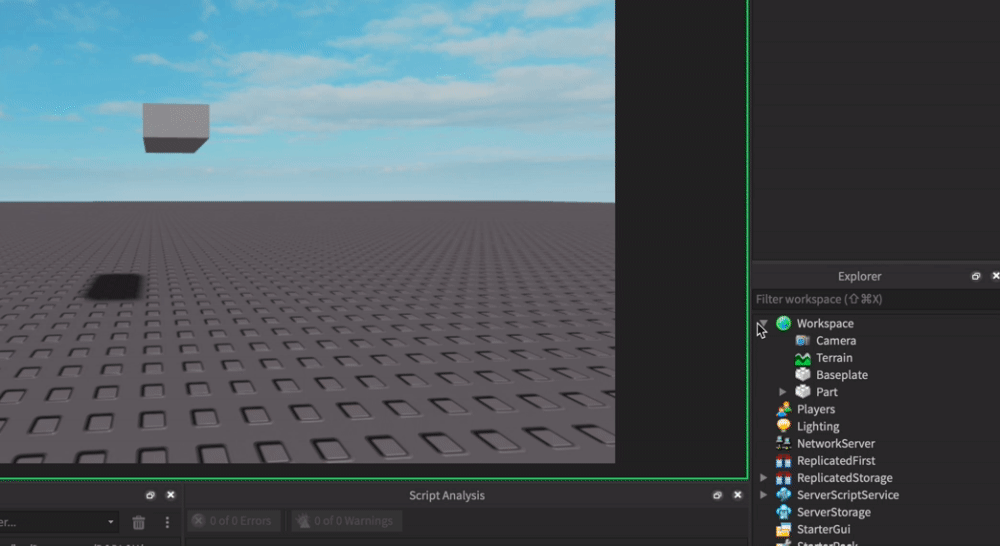 Explorer
Filter workspace (⇧⌘X)
Workspace
Camera
Terrain
Baseplate
Part
Players
Lighting
NetworkServer
ReplicatedFirst
ReplicatedStorage
ServerScriptService
ServerStorage
StarterGui
Script Analysis
er...
0 of 0 Errors
0 of 0 Warnings